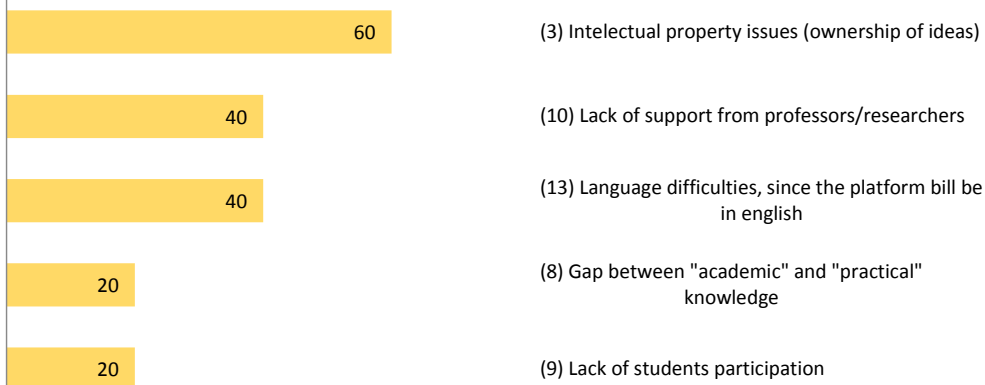 60
(3) Intelectual property issues (ownership of ideas)
40
(10) Lack of support from professors/researchers
40
(13) Language difficulties, since the platform bill be
in english
20
(8) Gap between "academic" and "practical"
knowledge
20
(9) Lack of students participation